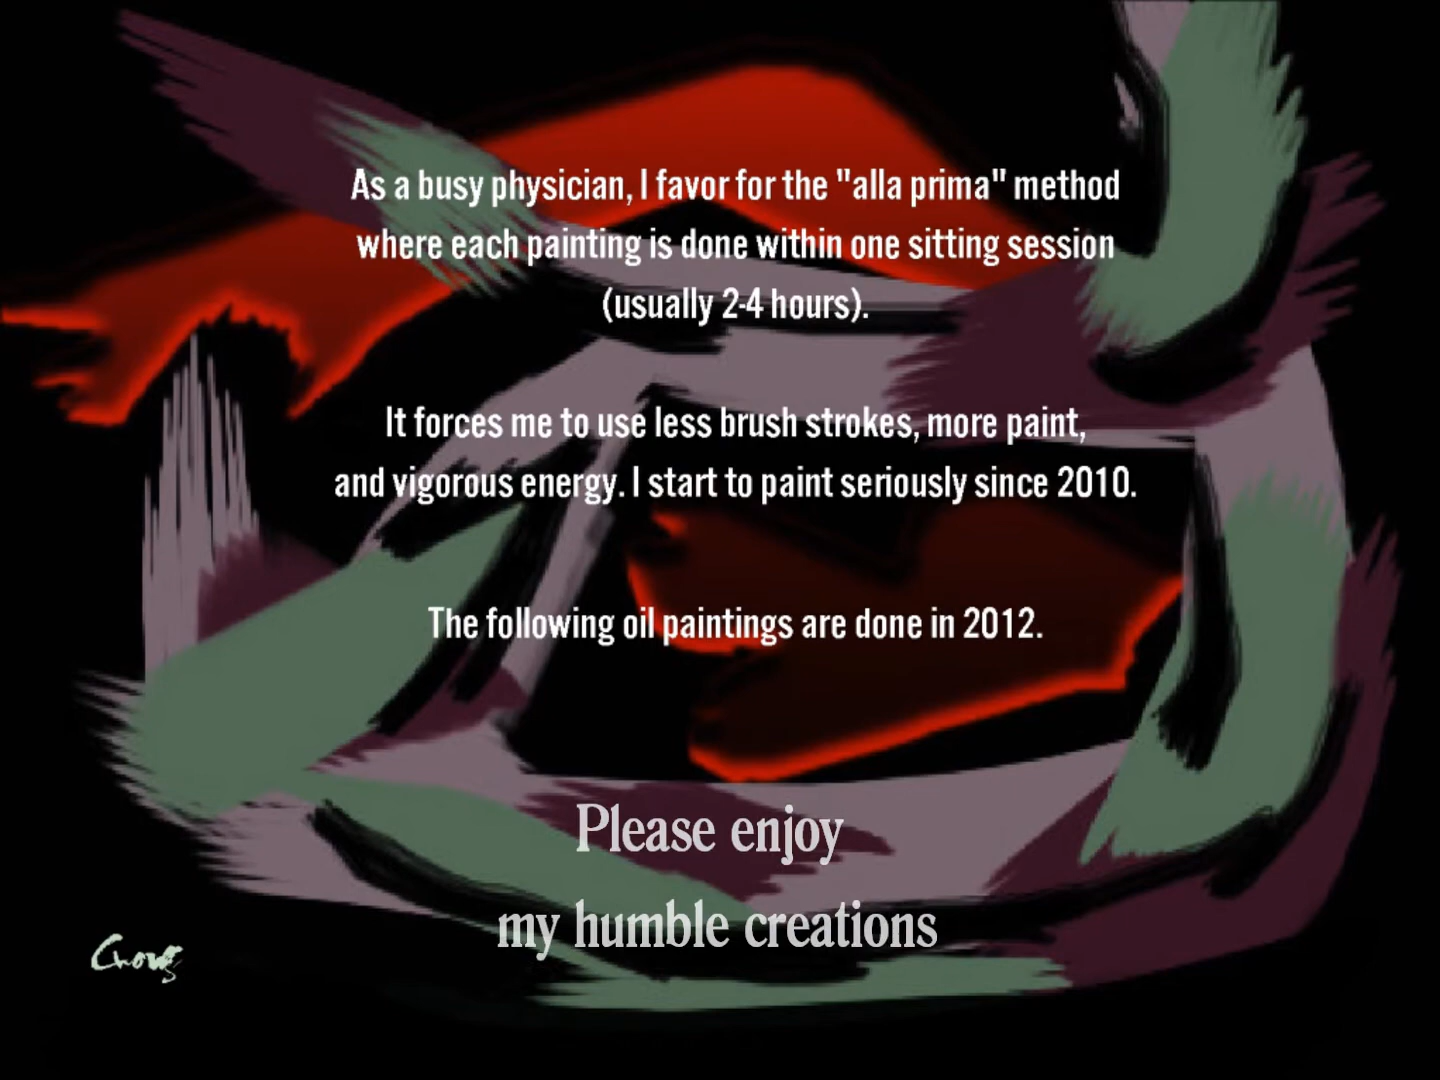 As a busy physician, I favor for the "alla prima" method
where each painting is done within one sitting session
(usually 2-4 hours).
It forces me to use less brush strokes, more paint,
and vigorous energy. I start to paint seriously since 2010.
The following oil paintings are done in 2012.
Please enjoy
my humble creations